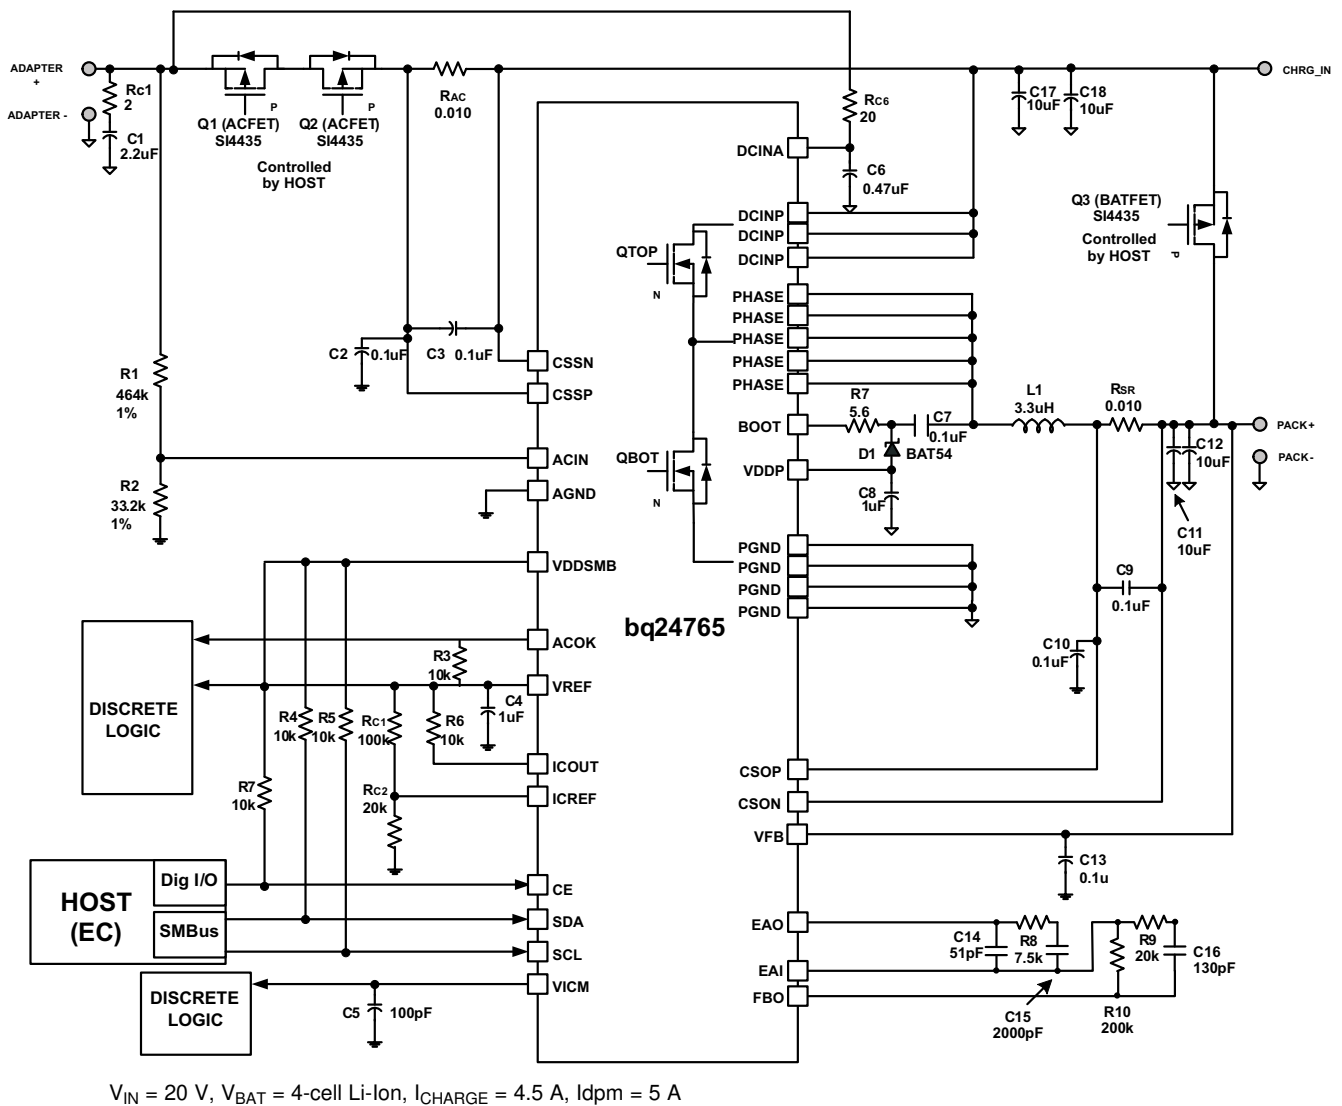 ADAPTER
+
ADAPTER -
RC1
2
C1
2.2uF
P
P
Q1 (ACFET)
SI4435
Q2 (ACFET)
SI4435
Controlled
by HOST
RAC
0.010
RC6
20
C6
0.47uF
C17
10uF
C18
10uF
CHRG_IN
Q3 (BATFET)
SI4435
Controlled
by HOST
P
DCINA
DCINP
DCINP
DCINP
PHASE
PHASE
PHASE
PHASE
PHASE
BOOT
VDDP
PGND
PGND
PGND
PGND
QTOP
N
QBOT
N
C2
0.1uF
C3
0.1uF
R1
464k
1%
R2
33.2k
1%
CSSN
CSSP
ACIN
AGND
VDDSMB
ACOK
VREF
ICOUT
ICREF
CE
SDA
SCL
VICM
R7
5.6
C7
0.1uF
D1
BAT54
C8
1uF
L1
3.3uH
RSR
0.010
C12
10uF
C11
10uF
PACK+
PACK-
C9
0.1uF
C10
0.1uF
bq24765
DISCRETE
LOGIC
R3
10k
C4
1uF
R4
10k
R5
10k
RC1
100k
R6
10k
R7
10k
RC2
20k
HOST
(EC)
Dig I/O
SMBus
DISCRETE
LOGIC
C5
100pF
CSOP
CSON
VFB
C13
0.1u
EAO
EAI
FBO
C14
51pF
R8
7.5k
C15
2000pF
R9
20k
C16
130pF
R10
200k
VIN = 20 V, VBAT = 4-cell Li-Ion, ICHARGE = 4.5 A, Idpm = 5 A